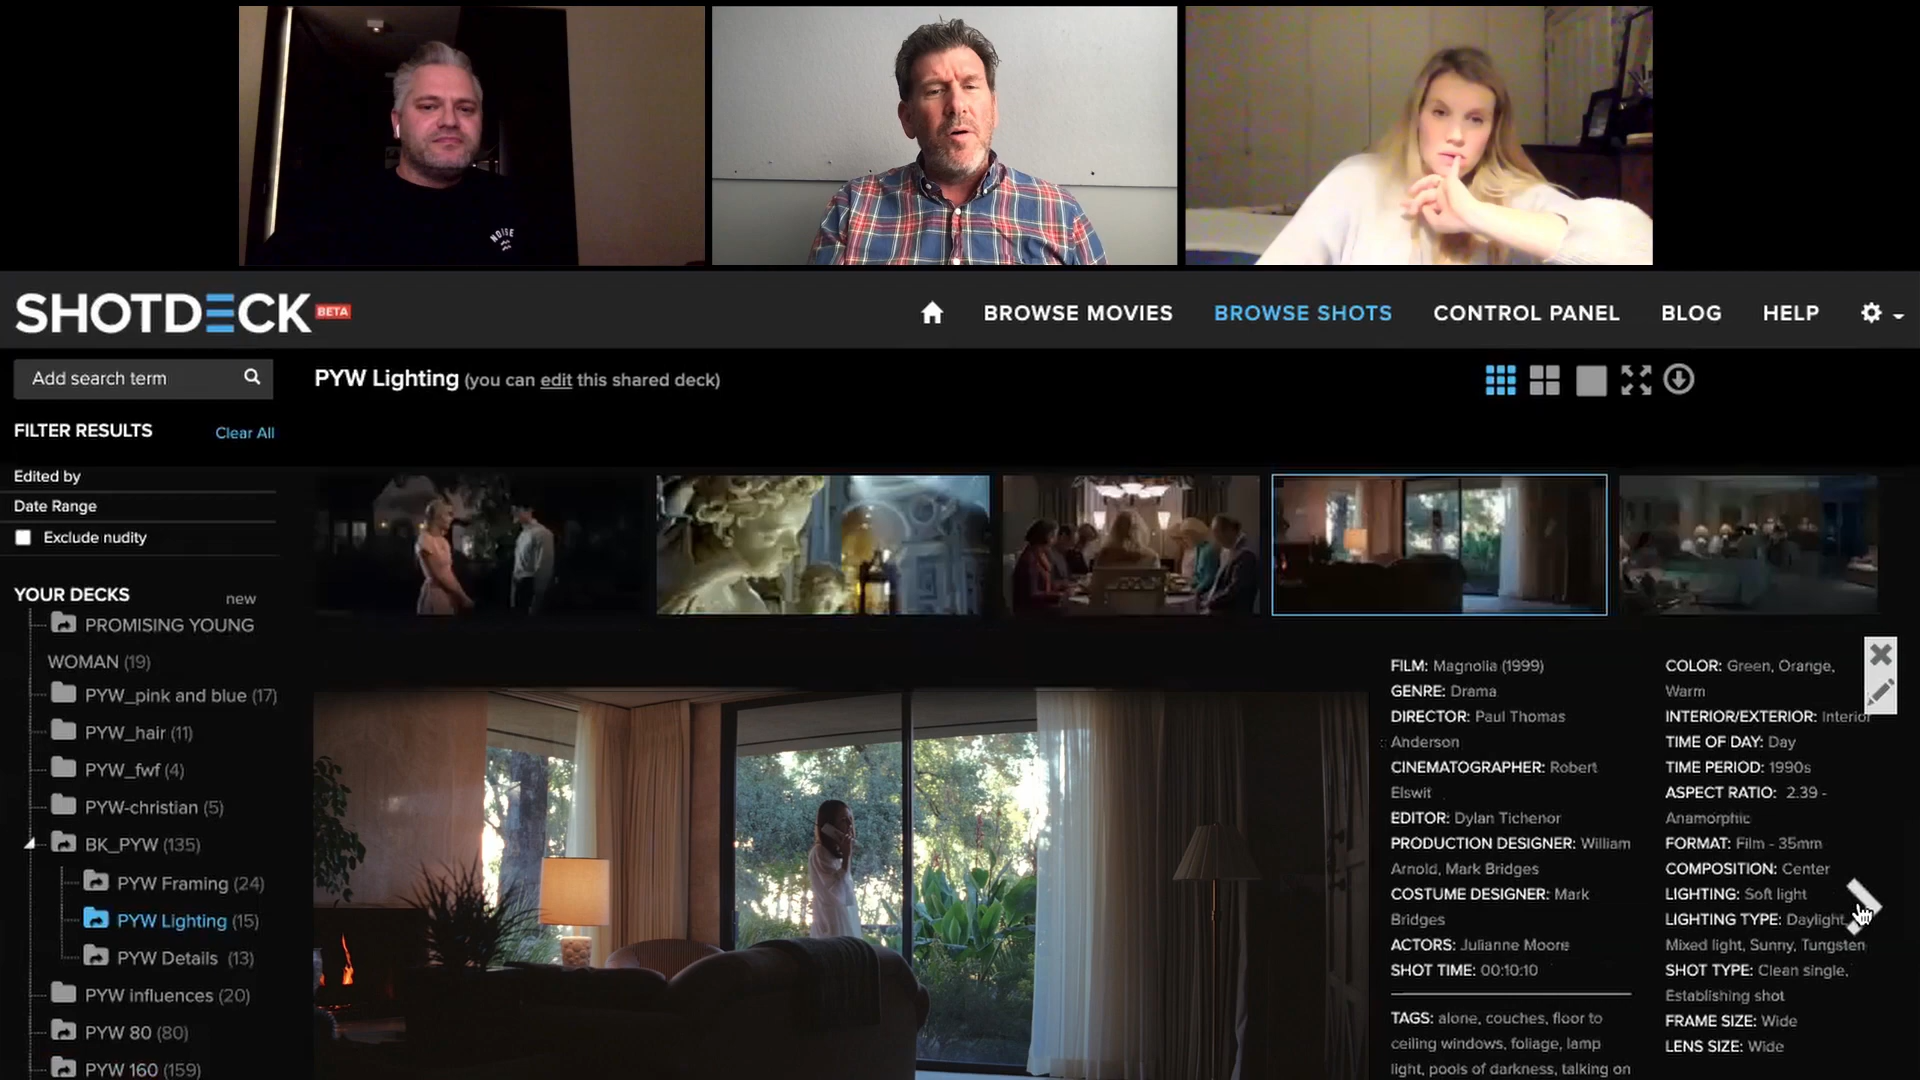 NOISE
SHOTDECK BETA
BROWSE MOVIES
BROWSE SHOTS
CONTROL PANEL
BLOG
HELP
Add search term
PYW Lighting (you can edit this shared deck)
FILTER RESULTS
Clear All
Edited by
Date Range
Exclude nudity
YOUR DECKS
new
PROMISING YOUNG
WOMAN (19)
PYW_pink and blue (17)
PYW_hair (11)
PYW_fwf (4)
PYW-christian (5)
BK_PYW (135)
PYW Framing (24)
PYW Lighting (15)
PYW Details (13)
PYW influences (20)
PYW 80 (80)
PYW 160 (159)
FILM: Magnolia (1999)
GENRE: Drama
DIRECTOR: Paul Thomas
Anderson
CINEMATOGRAPHER: Robert
Elswit
EDITOR: Dylan Tichenor
PRODUCTION DESIGNER: William
Arnold, Mark Bridges
COSTUME DESIGNER: Mark
Bridges
ACTORS: Julianne Moore
SHOT TIME: 00:10:10
TAGS: alone, couches, floor to
ceiling windows, foliage, lamp
light, pools of darkness, talking on
COLOR: Green, Orange,
Warm
INTERIOR/EXTERIOR: Interior
TIME OF DAY: Day
TIME PERIOD: 1990s
ASPECT RATIO: 2.39 -
Anamorphic
FORMAT: Film - 35mm
COMPOSITION: Center
LIGHTING: Soft light
LIGHTING TYPE: Daylight,
Mixed light, Sunny, Tungsten
SHOT TYPE: Clean single,
Establishing shot
FRAME SIZE: Wide
LENS SIZE: Wide